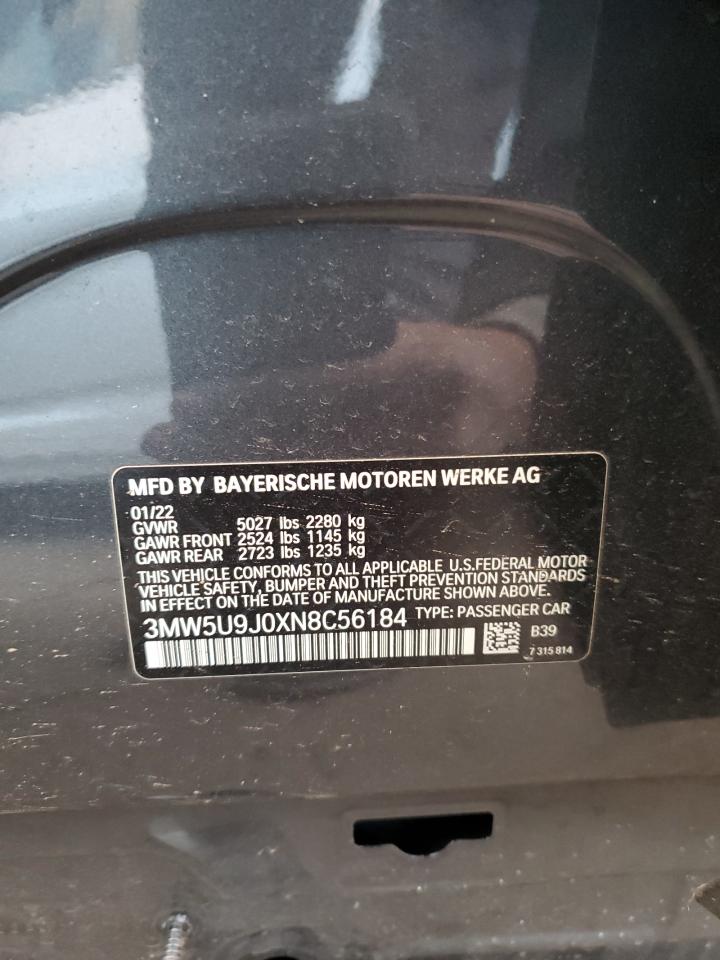 MFD BY BAYERISCHE MOTOREN WERKE AG
01/22
GVWR 5027 lbs 2280 kg
GAWR FRONT 2524 lbs 1145 kg
GAWR REAR 2723 lbs 1235 kg
THIS VEHICLE CONFORMS TO ALL APPLICABLE U.S.FEDERAL MOTOR
VEHICLE SAFETY, BUMPER AND THEFT PREVENTION STANDARDS
IN EFFECT ON THE DATE OF MANUFACTURE SHOWN ABOVE.
3MW5U9J0XN8C56184 TYPE: PASSENGER CAR
B39
7 315 814